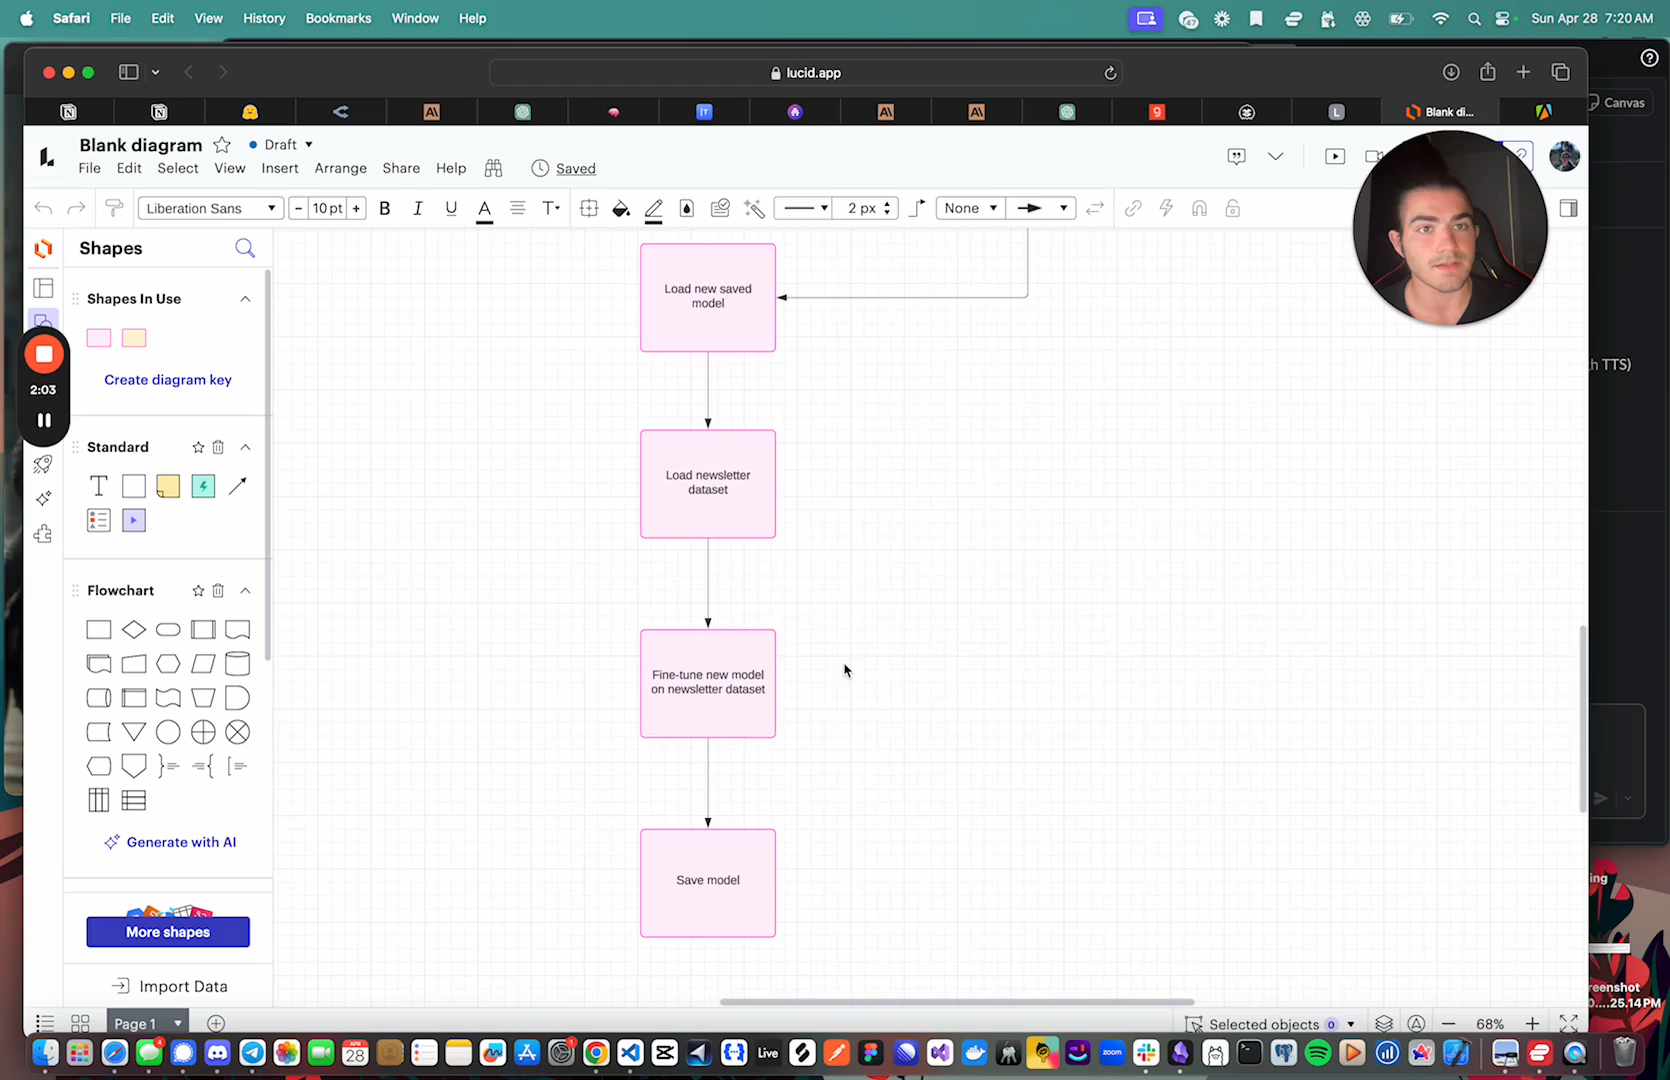 Safari File Edit View History Bookmarks Window Help
Sun Apr 28 7:20 AM
lucid.app
Canvas
Blank di...
Blank diagram
Draft
File Edit Select View Insert Arrange Share Help
Saved
Liberation Sans
- 10 pt +
B I U A T
2 px
None
Shapes
Shapes In Use
Create diagram key
2:03
Standard
T
Flowchart
Generate with AI
More shapes
Import Data
Load new saved
model
Load newsletter
dataset
Fine-tune new model
on newsletter dataset
Save model
h TTS)
ing
reenshot
0....25.14 PM
Page 1
Selected objects 0
68%
APR
28
Live
zoom